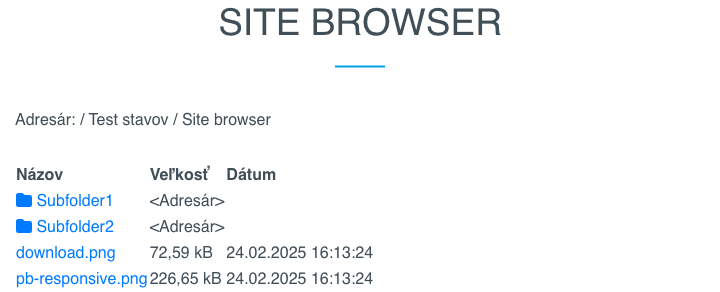 SITE BROWSER
Adresár: / Test stavov / Site browser
Názov Veľkosť Dátum
Subfolder1 <Adresár>
Subfolder2 <Adresár>
download.png 72,59 kB 24.02.2025 16:13:24
pb-responsive.png 226,65 kB 24.02.2025 16:13:24